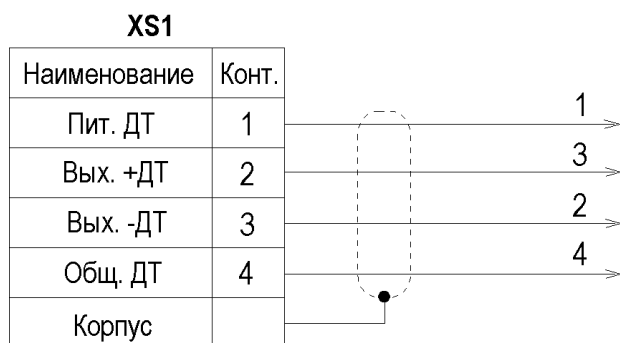 XS1
Наименование Конт.
Пит. ДТ 1 1
Вых. +ДТ 2 3
Вых. -ДТ 3 2
Общ. ДТ 4 4
Корпус